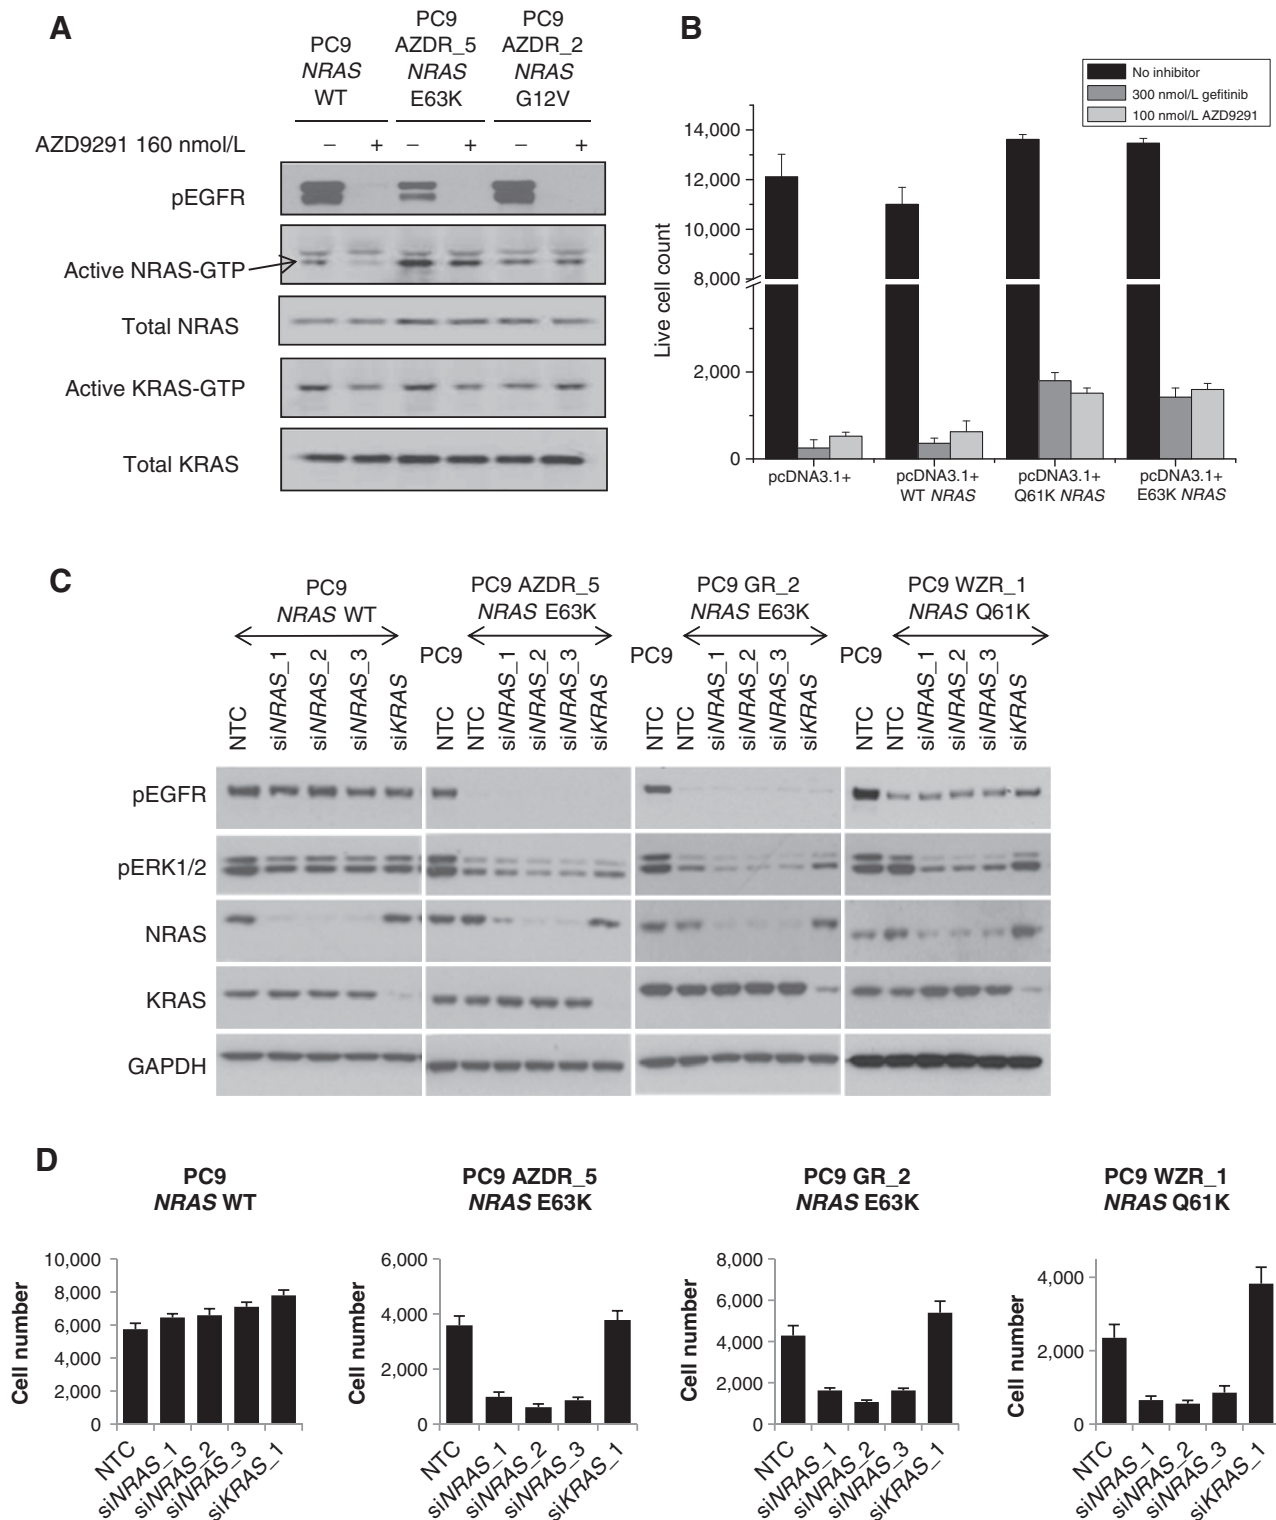 A
PC9
NRAS
WT
PC9
AZDR_5
NRAS
E63K
PC9
AZDR_2
NRAS
G12V
AZD9291 160 nmol/L − + − + − +
pEGFR
Active NRAS-GTP
Total NRAS
Active KRAS-GTP
Total KRAS
B
No inhibitor
300 nmol/L gefitinib
100 nmol/L AZD9291
Live cell count
14,000
12,000
10,000
8,000
2,000
0
pcDNA3.1+
pcDNA3.1+
WT NRAS
pcDNA3.1+
Q61K NRAS
pcDNA3.1+
E63K NRAS
C
PC9
NRAS WT
NTC
siNRAS_1
siNRAS_2
siNRAS_3
siKRAS
PC9 AZDR_5
NRAS E63K
PC9
NTC
NTC
siNRAS_1
siNRAS_2
siNRAS_3
siKRAS
PC9 GR_2
NRAS E63K
PC9
NTC
NTC
siNRAS_1
siNRAS_2
siNRAS_3
siKRAS
PC9 WZR_1
NRAS Q61K
PC9
NTC
NTC
siNRAS_1
siNRAS_2
siNRAS_3
siKRAS
pEGFR
pERK1/2
NRAS
KRAS
GAPDH
D
PC9
NRAS WT
Cell number
10,000
8,000
6,000
4,000
2,000
0
NTC
siNRAS_1
siNRAS_2
siNRAS_3
siKRAS_1
PC9 AZDR_5
NRAS E63K
Cell number
6,000
4,000
2,000
0
NTC
siNRAS_1
siNRAS_2
siNRAS_3
siKRAS_1
PC9 GR_2
NRAS E63K
Cell number
8,000
6,000
4,000
2,000
0
NTC
siNRAS_1
siNRAS_2
siNRAS_3
siKRAS_1
PC9 WZR_1
NRAS Q61K
Cell number
4,000
2,000
0
NTC
siNRAS_1
siNRAS_2
siNRAS_3
siKRAS_1